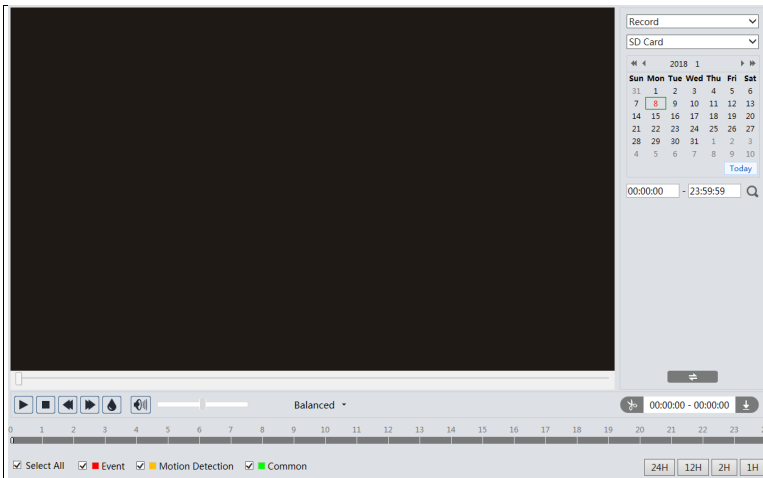 Record
SD Card
2018 1
Sun Mon Tue Wed Thu Fri Sat
31 1 2 3 4 5 6
7 8 9 10 11 12 13
14 15 16 17 18 19 20
21 22 23 24 25 26 27
28 29 30 31 1 2 3
4 5 6 7 8 9 10
Today
00:00:00 - 23:59:59
Balanced
00:00:00 - 00:00:00
0 1 2 3 4 5 6 7 8 9 10 11 12 13 14 15 16 17 18 19 20 21 22 23
Select All Event Motion Detection Common
24H 12H 2H 1H